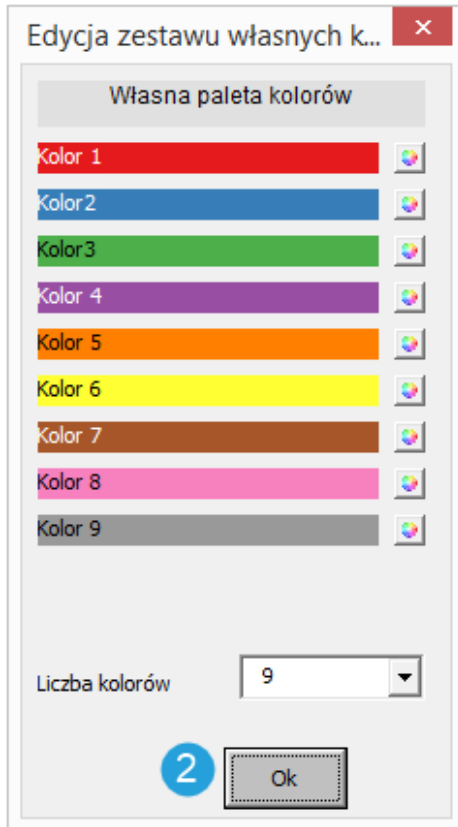 Edycja zestawu własnych k...
Własna paleta kolorów
Kolor 1
Kolor2
Kolor3
Kolor 4
Kolor 5
Kolor 6
Kolor 7
Kolor 8
Kolor 9
Liczba kolorów 9
2 Ok